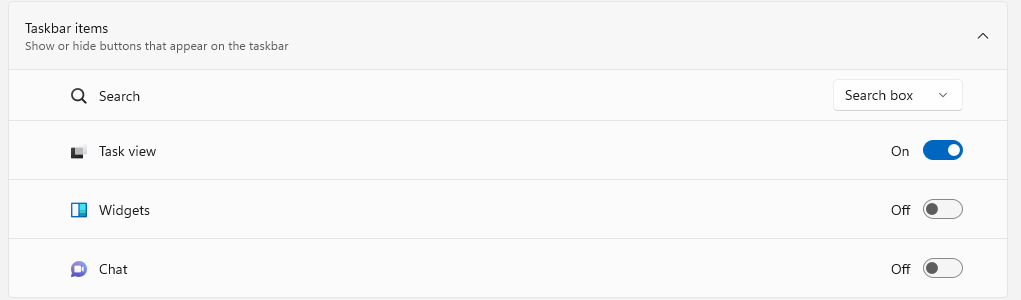 Taskbar items
Show or hide buttons that appear on the taskbar
Search
Search box
Task view
On
Widgets
Off
Chat
Off